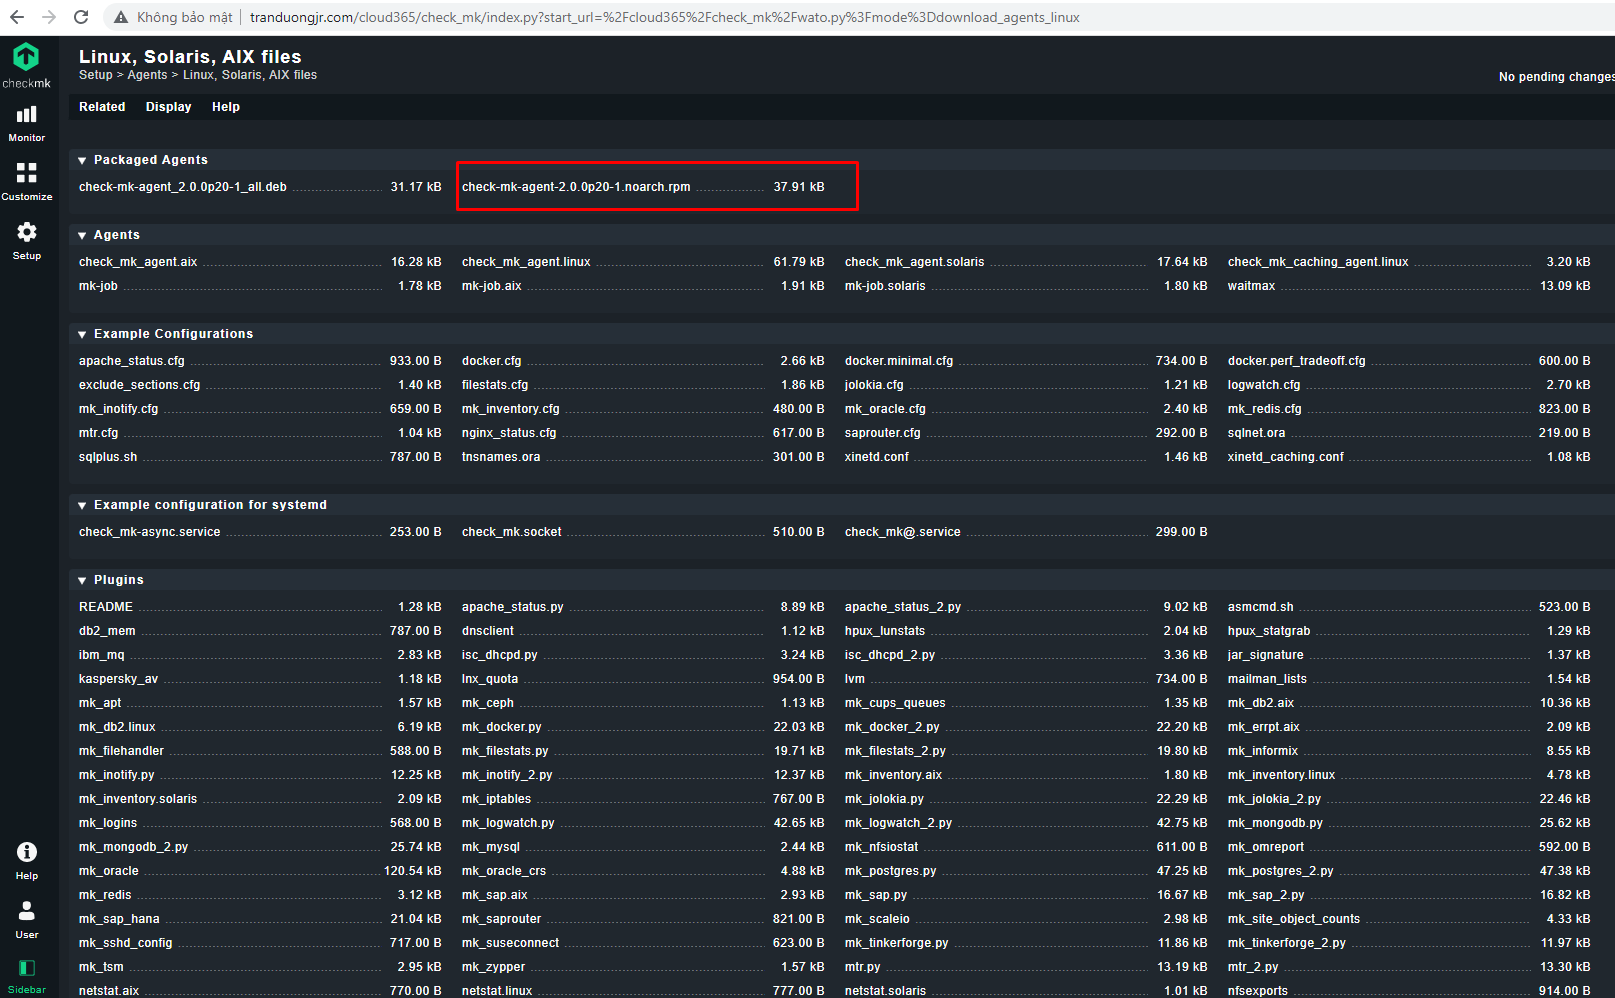 Không bảo mật | tranduongjr.com/cloud365/check_mk/index.py?start_url=%2Fcloud365%2Fcheck_mk%2Fwato.py%3Fmode%3Ddownload_agents_linux
checkmk
Monitor
Customize
Setup
Help
User
Sidebar
Linux, Solaris, AIX files
Setup > Agents > Linux, Solaris, AIX files
No pending changes
Related Display Help
Packaged Agents
check-mk-agent_2.0.0p20-1_all.deb 31.17 kB check-mk-agent-2.0.0p20-1.noarch.rpm 37.91 kB
Agents
check_mk_agent.aix 16.28 kB check_mk_agent.linux 61.79 kB check_mk_agent.solaris 17.64 kB check_mk_caching_agent.linux 3.20 kB
mk-job 1.78 kB mk-job.aix 1.91 kB mk-job.solaris 1.80 kB waitmax 13.09 kB
Example Configurations
apache_status.cfg 933.00 B docker.cfg 2.66 kB docker.minimal.cfg 734.00 B docker.perf_tradeoff.cfg 600.00 B
exclude_sections.cfg 1.40 kB filestats.cfg 1.86 kB jolokia.cfg 1.21 kB logwatch.cfg 2.70 kB
mk_inotify.cfg 659.00 B mk_inventory.cfg 480.00 B mk_oracle.cfg 2.40 kB mk_redis.cfg 823.00 B
mtr.cfg 1.04 kB nginx_status.cfg 617.00 B saprouter.cfg 292.00 B sqlnet.ora 219.00 B
sqlplus.sh 787.00 B tnsnames.ora 301.00 B xinetd.conf 1.46 kB xinetd_caching.conf 1.08 kB
Example configuration for systemd
check_mk-async.service 253.00 B check_mk.socket 510.00 B check_mk@.service 299.00 B
Plugins
README 1.28 kB apache_status.py 8.89 kB apache_status_2.py 9.02 kB asmcmd.sh 523.00 B
db2_mem 787.00 B dnsclient 1.12 kB hpux_lunstats 2.04 kB hpux_statgrab 1.29 kB
ibm_mq 2.83 kB isc_dhcpd.py 3.24 kB isc_dhcpd_2.py 3.36 kB jar_signature 1.37 kB
kaspersky_av 1.18 kB lnx_quota 954.00 B lvm 734.00 B mailman_lists 1.54 kB
mk_apt 1.57 kB mk_ceph 1.13 kB mk_cups_queues 1.35 kB mk_db2.aix 10.36 kB
mk_db2.linux 6.19 kB mk_docker.py 22.03 kB mk_docker_2.py 22.20 kB mk_errpt.aix 2.09 kB
mk_filehandler 588.00 B mk_filestats.py 19.71 kB mk_filestats_2.py 19.80 kB mk_informix 8.55 kB
mk_inotify.py 12.25 kB mk_inotify_2.py 12.37 kB mk_inventory.aix 1.80 kB mk_inventory.linux 4.78 kB
mk_inventory.solaris 2.09 kB mk_iptables 767.00 B mk_jolokia.py 22.29 kB mk_jolokia_2.py 22.46 kB
mk_logins 568.00 B mk_logwatch.py 42.65 kB mk_logwatch_2.py 42.75 kB mk_mongodb.py 25.62 kB
mk_mongodb_2.py 25.74 kB mk_mysql 2.44 kB mk_nfsiostat 611.00 B mk_omreport 592.00 B
mk_oracle 120.54 kB mk_oracle_crs 4.88 kB mk_postgres.py 47.25 kB mk_postgres_2.py 47.38 kB
mk_redis 3.12 kB mk_sap.aix 2.93 kB mk_sap.py 16.67 kB mk_sap_2.py 16.82 kB
mk_sap_hana 21.04 kB mk_saprouter 821.00 B mk_scaleio 2.98 kB mk_site_object_counts 4.33 kB
mk_sshd_config 717.00 B mk_suseconnect 623.00 B mk_tinkerforge.py 11.86 kB mk_tinkerforge_2.py 11.97 kB
mk_tsm 2.95 kB mk_zypper 1.57 kB mtr.py 13.19 kB mtr_2.py 13.30 kB
netstat.aix 770.00 B netstat.linux 777.00 B netstat.solaris 1.01 kB nfsexports 914.00 B